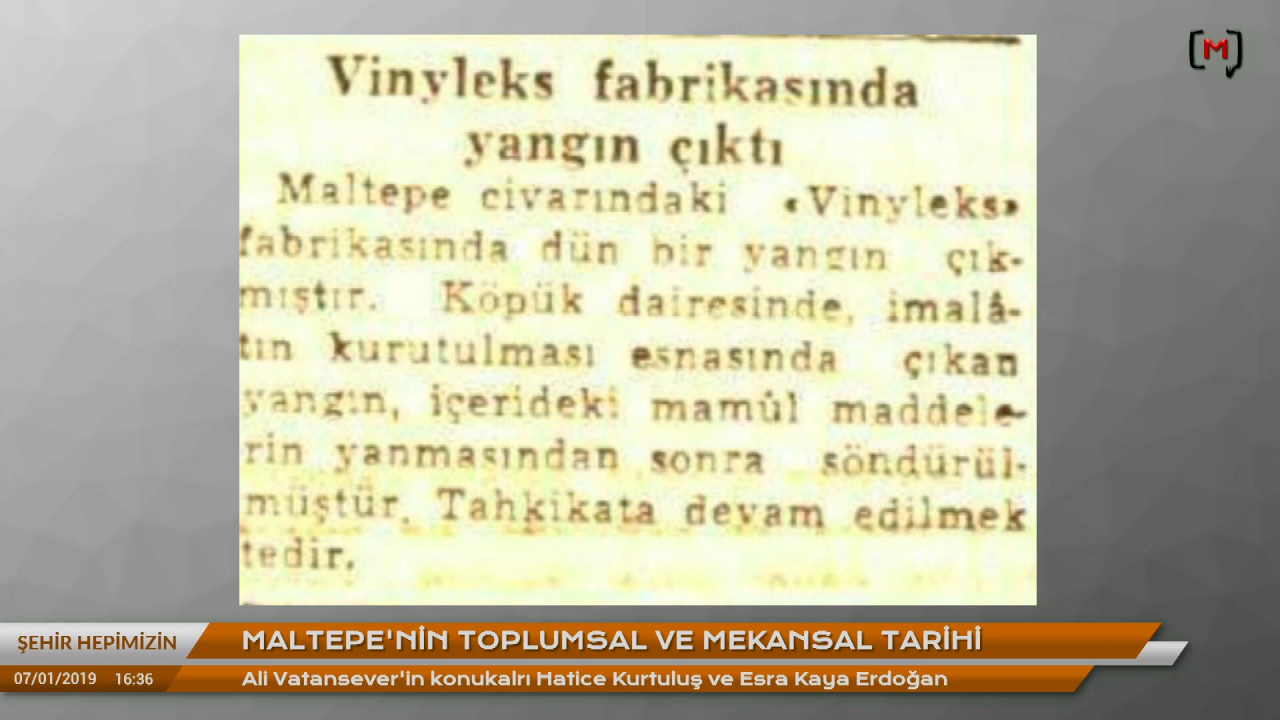 [M]
Vinyleks fabrikasında
yangın çıktı
Maltepe civarındaki «Vinyleks»
fabrikasında dün bir yangın çık-
mıştır. Köpük dairesinde, imalâ-
tın kurutulması esnasında çıkan
yangın, içerideki mamûl maddele-
rin yanmasından sonra söndürül-
müştür. Tahkikata devam edilmek
tedir.
ŞEHİR HEPİMİZİN
MALTEPE'NİN TOPLUMSAL VE MEKANSAL TARİHİ
07/01/2019 16:36
Ali Vatansever'in konukalrı Hatice Kurtuluş ve Esra Kaya Erdoğan